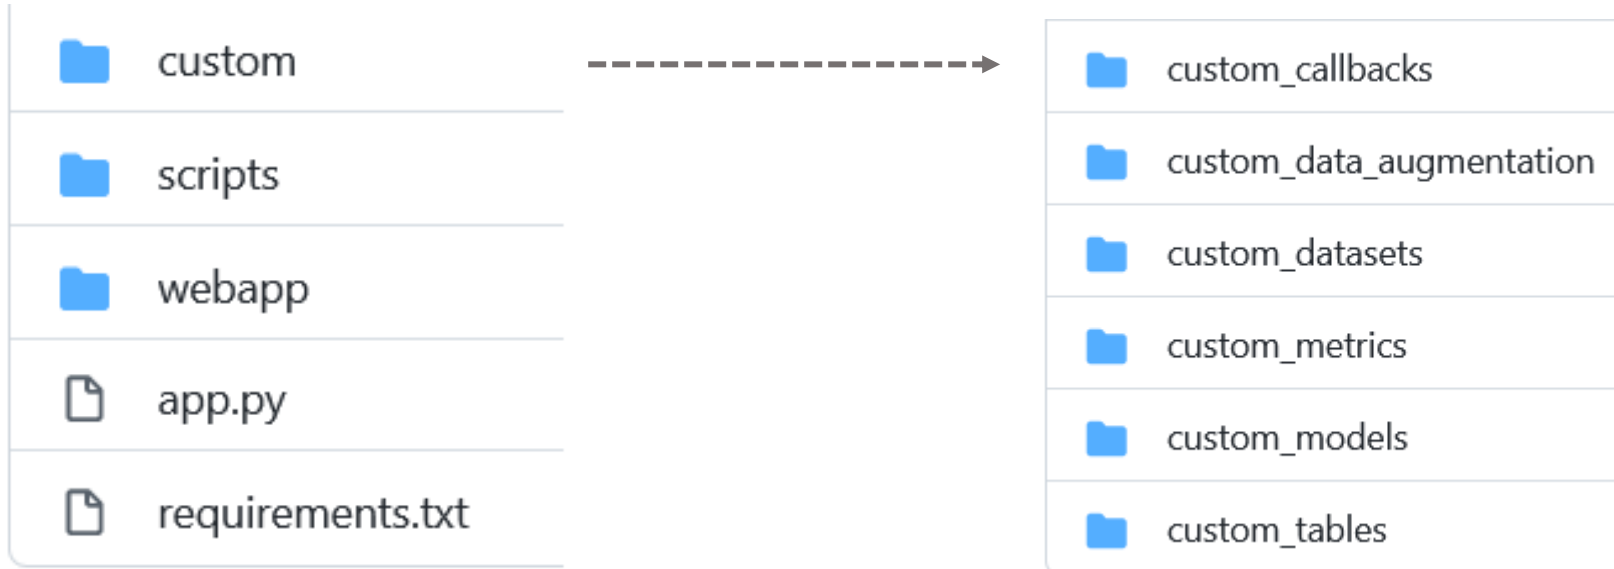 custom
scripts
webapp
app.py
requirements.txt
custom_callbacks
custom_data_augmentation
custom_datasets
custom_metrics
custom_models
custom_tables